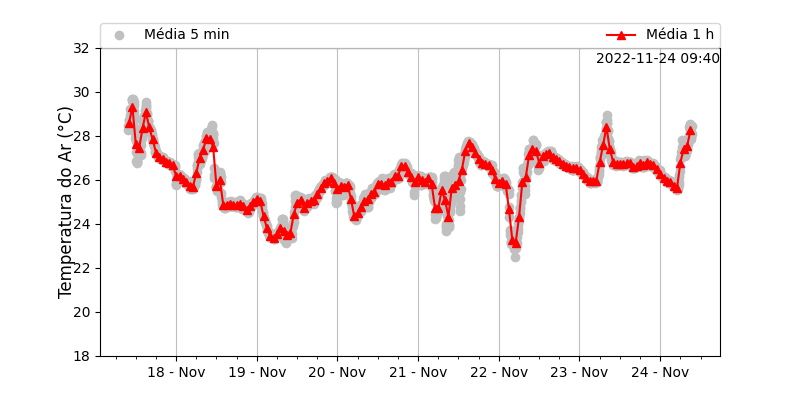 Média 5 min
Média 1 h
2022-11-24 09:40
Temperatura do Ar (°C)
32
30
28
26
24
22
20
18
18 - Nov
19 - Nov
20 - Nov
21 - Nov
22 - Nov
23 - Nov
24 - Nov